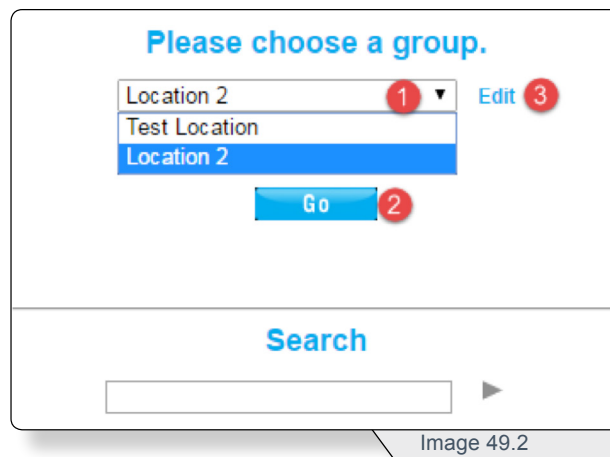 Please choose a group.
Location 2 1 ▼ Edit 3
Test Location
Location 2
Go 2
Search
Image 49.2